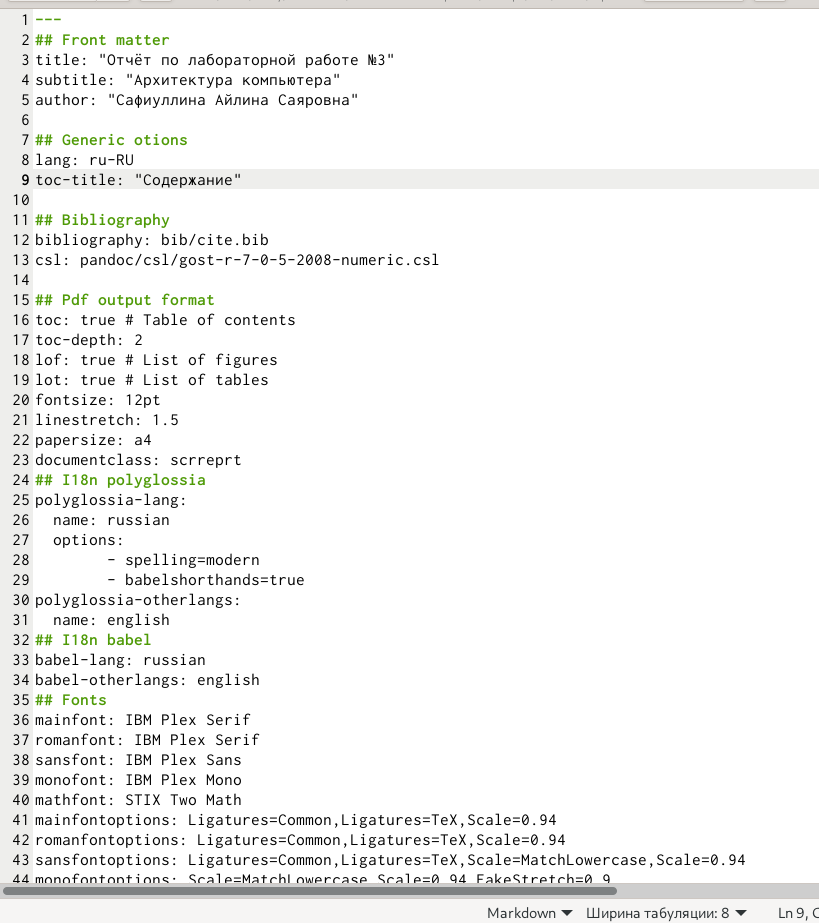 1 ---
2 ## Front matter
3 title: "Отчёт по лабораторной работе №3"
4 subtitle: "Архитектура компьютера"
5 author: "Сафиуллина Айлина Саяровна"
6
7 ## Generic otions
8 lang: ru-RU
9 toc-title: "Содержание"
10
11 ## Bibliography
12 bibliography: bib/cite.bib
13 csl: pandoc/csl/gost-r-7-0-5-2008-numeric.csl
14
15 ## Pdf output format
16 toc: true # Table of contents
17 toc-depth: 2
18 lof: true # List of figures
19 lot: true # List of tables
20 fontsize: 12pt
21 linestretch: 1.5
22 papersize: a4
23 documentclass: scrreprt
24 ## I18n polyglossia
25 polyglossia-lang:
26   name: russian
27   options:
28         - spelling=modern
29         - babelshorthands=true
30 polyglossia-otherlangs:
31   name: english
32 ## I18n babel
33 babel-lang: russian
34 babel-otherlangs: english
35 ## Fonts
36 mainfont: IBM Plex Serif
37 romanfont: IBM Plex Serif
38 sansfont: IBM Plex Sans
39 monofont: IBM Plex Mono
40 mathfont: STIX Two Math
41 mainfontoptions: Ligatures=Common,Ligatures=TeX,Scale=0.94
42 romanfontoptions: Ligatures=Common,Ligatures=TeX,Scale=0.94
43 sansfontoptions: Ligatures=Common,Ligatures=TeX,Scale=MatchLowercase,Scale=0.94
44 monofontoptions: Scale=MatchLowercase,Scale=0.94,FakeStretch=0.9
Markdown Ширина табуляции: 8 Ln 9,